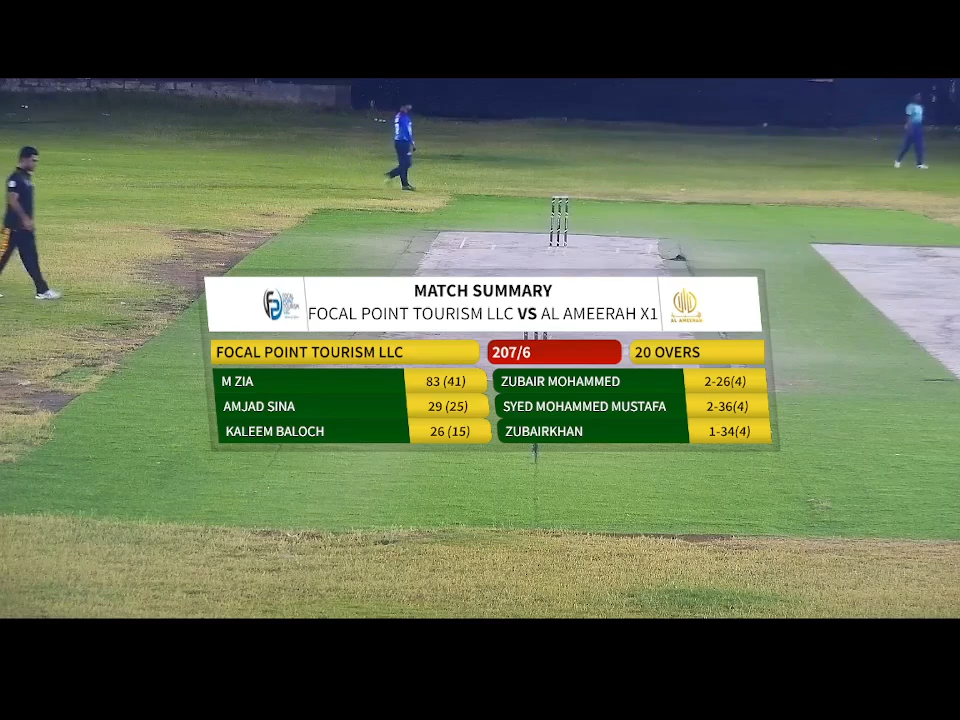 MATCH SUMMARY
FOCAL POINT TOURISM LLC VS AL AMEERAH X1
AL AMEERAH
FOCAL POINT TOURISM LLC 207/6 20 OVERS
M ZIA 83 (41) ZUBAIR MOHAMMED 2-26(4)
AMJAD SINA 29 (25) SYED MOHAMMED MUSTAFA 2-36(4)
KALEEM BALOCH 26 (15) ZUBAIRKHAN 1-34(4)